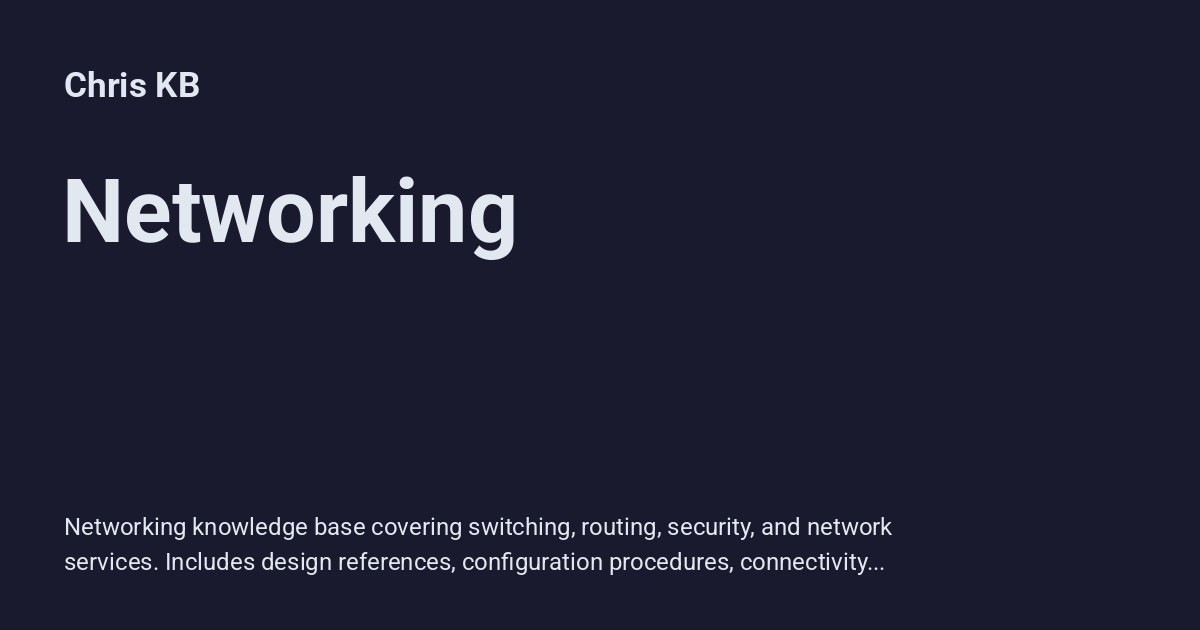 Chris KB
Networking
Networking knowledge base covering switching, routing, security, and network
services. Includes design references, configuration procedures, connectivity...